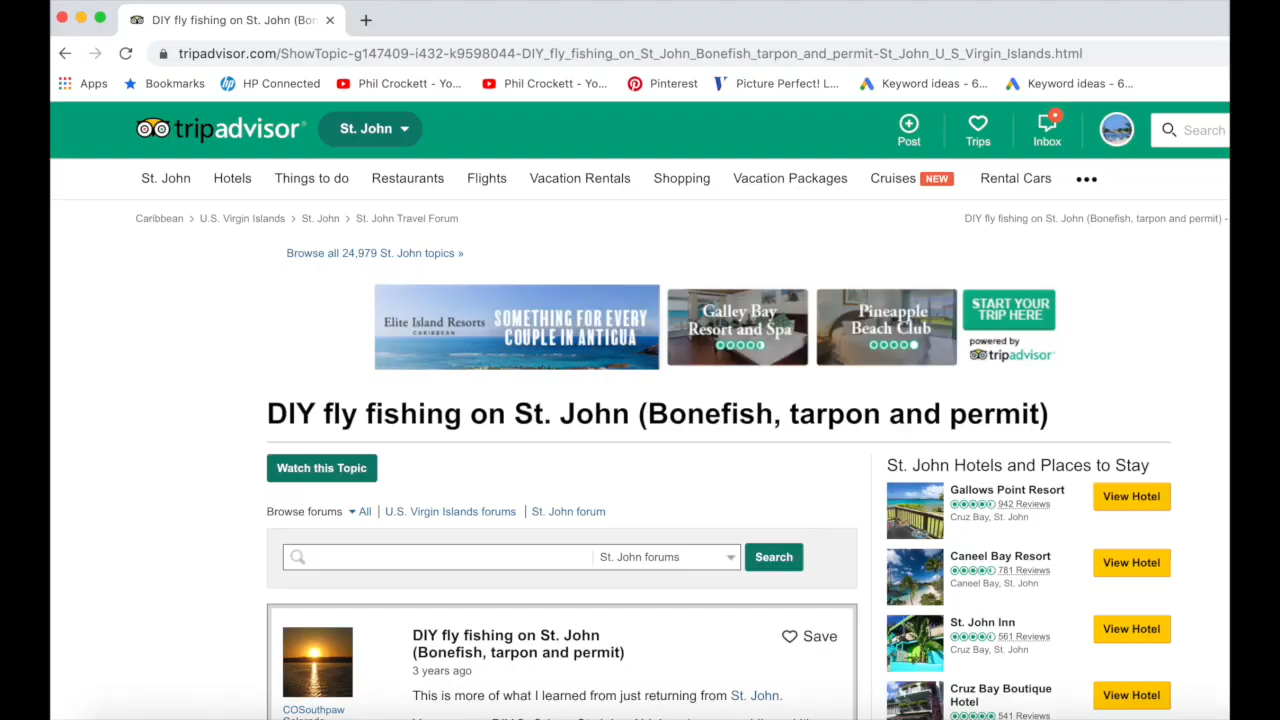 DIY fly fishing on St. John (Bon
tripadvisor.com/ShowTopic-g147409-i432-k9598044-DIY_fly_fishing_on_St_John_Bonefish_tarpon_and_permit-St_John_U_S_Virgin_Islands.html
Apps Bookmarks HP Connected Phil Crockett - Yo... Phil Crockett - Yo... Pinterest Picture Perfect! L... Keyword ideas - 6... Keyword ideas - 6...
tripadvisor St. John Post Trips Inbox Search
St. John Hotels Things to do Restaurants Flights Vacation Rentals Shopping Vacation Packages Cruises NEW Rental Cars
Caribbean > U.S. Virgin Islands > St. John > St. John Travel Forum
DIY fly fishing on St. John (Bonefish, tarpon and permit) -
Browse all 24,979 St. John topics »
Elite Island Resorts
CARIBBEAN
SOMETHING FOR EVERY
COUPLE IN ANTIGUA
Galley Bay
Resort and Spa
Pineapple
Beach Club
START YOUR
TRIP HERE
powered by
tripadvisor
DIY fly fishing on St. John (Bonefish, tarpon and permit)
Watch this Topic
Browse forums All | U.S. Virgin Islands forums | St. John forum
St. John forums Search
DIY fly fishing on St. John
(Bonefish, tarpon and permit)
Save
3 years ago
This is more of what I learned from just returning from St. John.
COSouthpaw
St. John Hotels and Places to Stay
Gallows Point Resort
942 Reviews
Cruz Bay, St. John
View Hotel
Caneel Bay Resort
781 Reviews
Caneel Bay, St. John
View Hotel
St. John Inn
561 Reviews
Cruz Bay, St. John
View Hotel
Cruz Bay Boutique
Hotel
541 Reviews
View Hotel